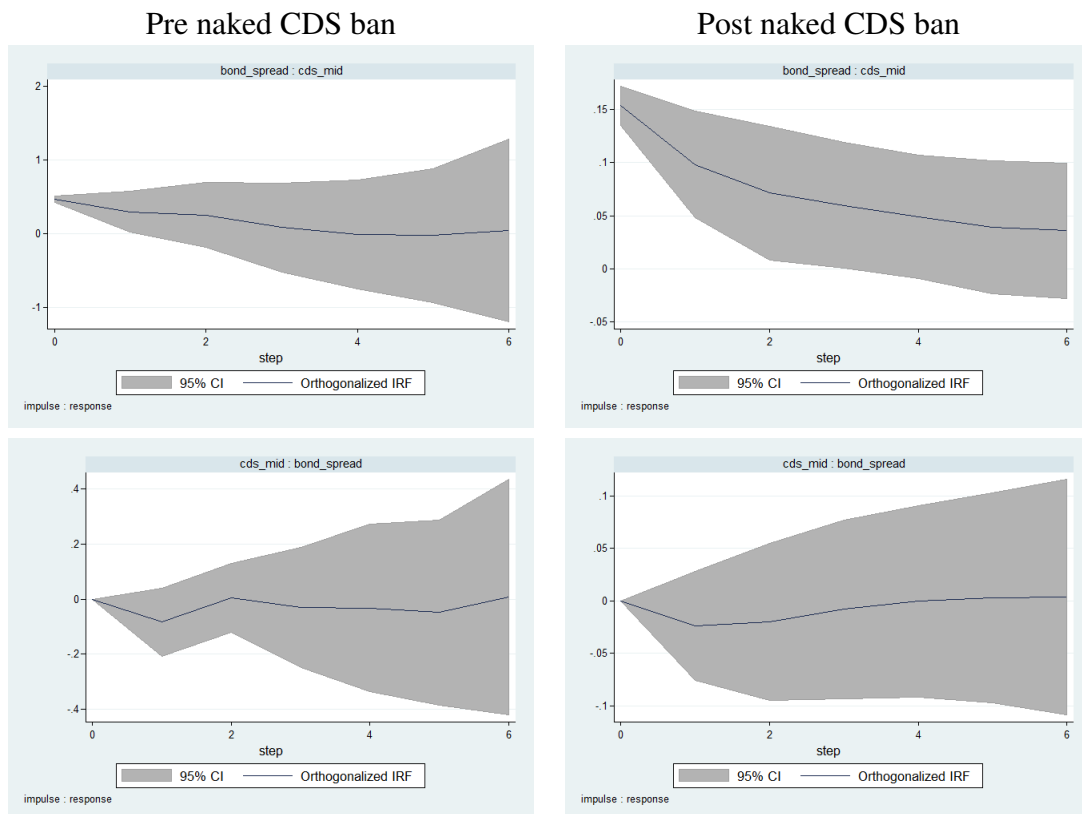 Pre naked CDS ban
Post naked CDS ban
bond_spread : cds_mid
2
1
0
-1
0
2
4
6
step
95% CI
Orthogonalized IRF
impulse : response
bond_spread : cds_mid
.15
.1
.05
0
-.05
0
2
4
6
step
95% CI
Orthogonalized IRF
impulse : response
cds_mid : bond_spread
.4
.2
0
-.2
-.4
0
2
4
6
step
95% CI
Orthogonalized IRF
impulse : response
cds_mid : bond_spread
.1
.05
0
-.05
-.1
0
2
4
6
step
95% CI
Orthogonalized IRF
impulse : response